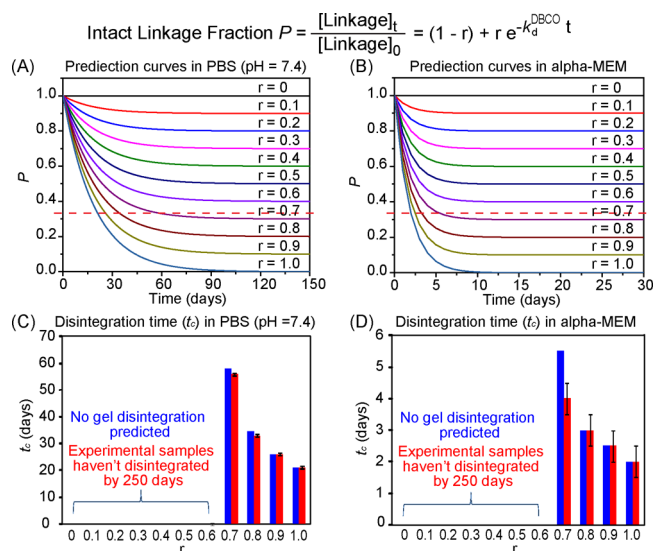 Intact Linkage Fraction P = [Linkage]t / [Linkage]0 = (1 - r) + r e^-kd^DBCO t
(A) Prediection curves in PBS (pH = 7.4)
r = 0
r = 0.1
r = 0.2
r = 0.3
r = 0.4
r = 0.5
r = 0.6
r = 0.7
r = 0.8
r = 0.9
r = 1.0
P
1.0
0.8
0.6
0.4
0.2
0.0
0 30 60 90 120 150
Time (days)
(B) Prediection curves in alpha-MEM
r = 0
r = 0.1
r = 0.2
r = 0.3
r = 0.4
r = 0.5
r = 0.6
r = 0.7
r = 0.8
r = 0.9
r = 1.0
P
1.0
0.8
0.6
0.4
0.2
0.0
0 5 10 15 20 25 30
Time (days)
(C) Disintegration time (tc) in PBS (pH =7.4)
tc (days)
70
60
50
40
30
20
10
0
No gel disintegration
predicted
Experimental samples
haven't disintegrated
by 250 days
0 0.1 0.2 0.3 0.4 0.5 0.6 0.7 0.8 0.9 1.0
r
(D) Disintegration time (tc) in alpha-MEM
tc (days)
6
5
4
3
2
1
0
No gel disintegration
predicted
Experimental samples
haven't disintegrated
by 250 days
0 0.1 0.2 0.3 0.4 0.5 0.6 0.7 0.8 0.9 1.0
r